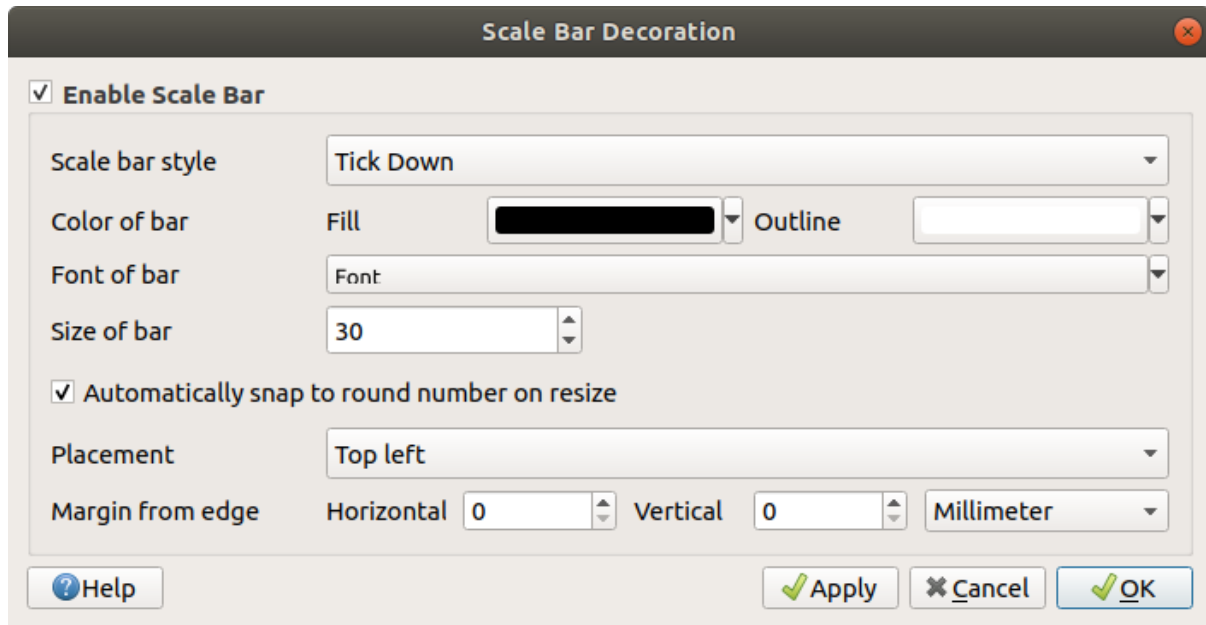 Scale Bar Decoration
Enable Scale Bar
Scale bar style Tick Down
Color of bar Fill Outline
Font of bar Font
Size of bar 30
Automatically snap to round number on resize
Placement Top left
Margin from edge Horizontal 0 Vertical 0 Millimeter
Help Apply Cancel OK